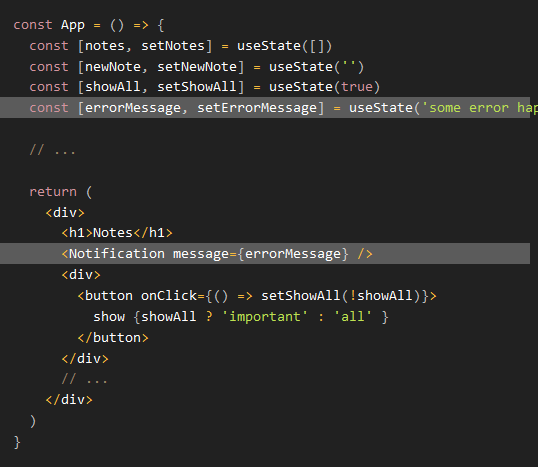 const App = () => {
  const [notes, setNotes] = useState([])
  const [newNote, setNewNote] = useState('')
  const [showAll, setShowAll] = useState(true)
  const [errorMessage, setErrorMessage] = useState('some error

  // ...

  return (
    <div>
      <h1>Notes</h1>
      <Notification message={errorMessage} />
      <div>
        <button onClick={() => setShowAll(!showAll)}>
          show {showAll ? 'important' : 'all' }
        </button>
      </div>
      // ...
    </div>
  )
}